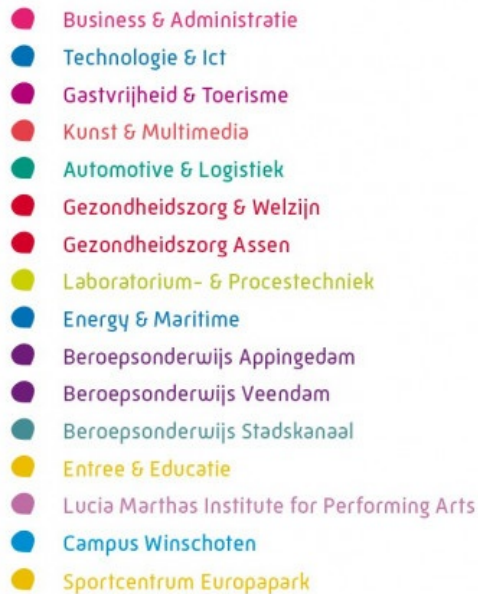 Business & Administratie
Technologie & Ict
Gastvrijheid & Toerisme
Kunst & Multimedia
Automotive & Logistiek
Gezondheidszorg & Welzijn
Gezondheidszorg Assen
Laboratorium- & Procestechniek
Energy & Maritime
Beroepsonderwijs Appingedam
Beroepsonderwijs Veendam
Beroepsonderwijs Stadskanaal
Entree & Educatie
Lucia Marthas Institute for Performing Arts
Campus Winschoten
Sportcentrum Europapark